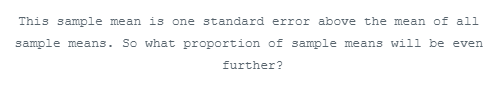 This sample mean is one standard error above the mean of all
sample means. So what proportion of sample means will be even
further?